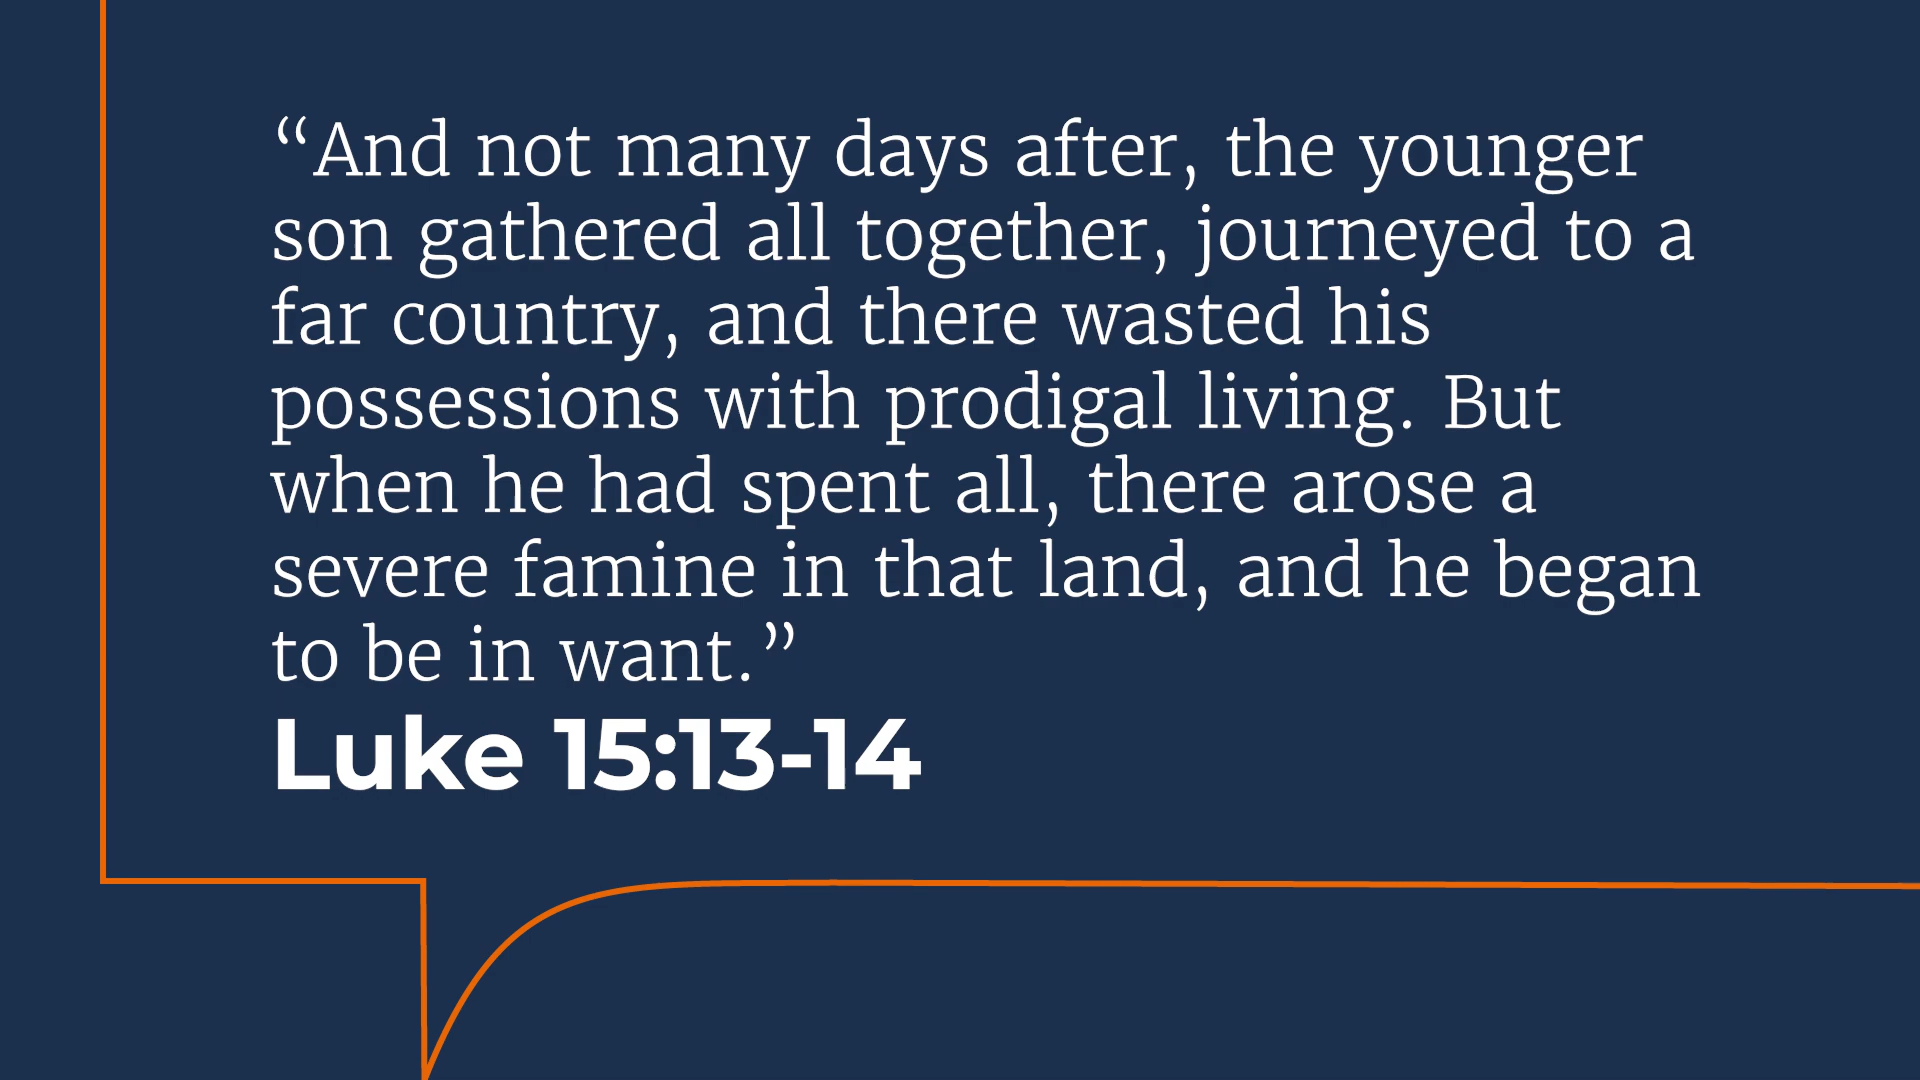 “And not many days after, the younger
son gathered all together, journeyed to a
far country, and there wasted his
possessions with prodigal living. But
when he had spent all, there arose a
severe famine in that land, and he began
to be in want.”
Luke 15:13-14